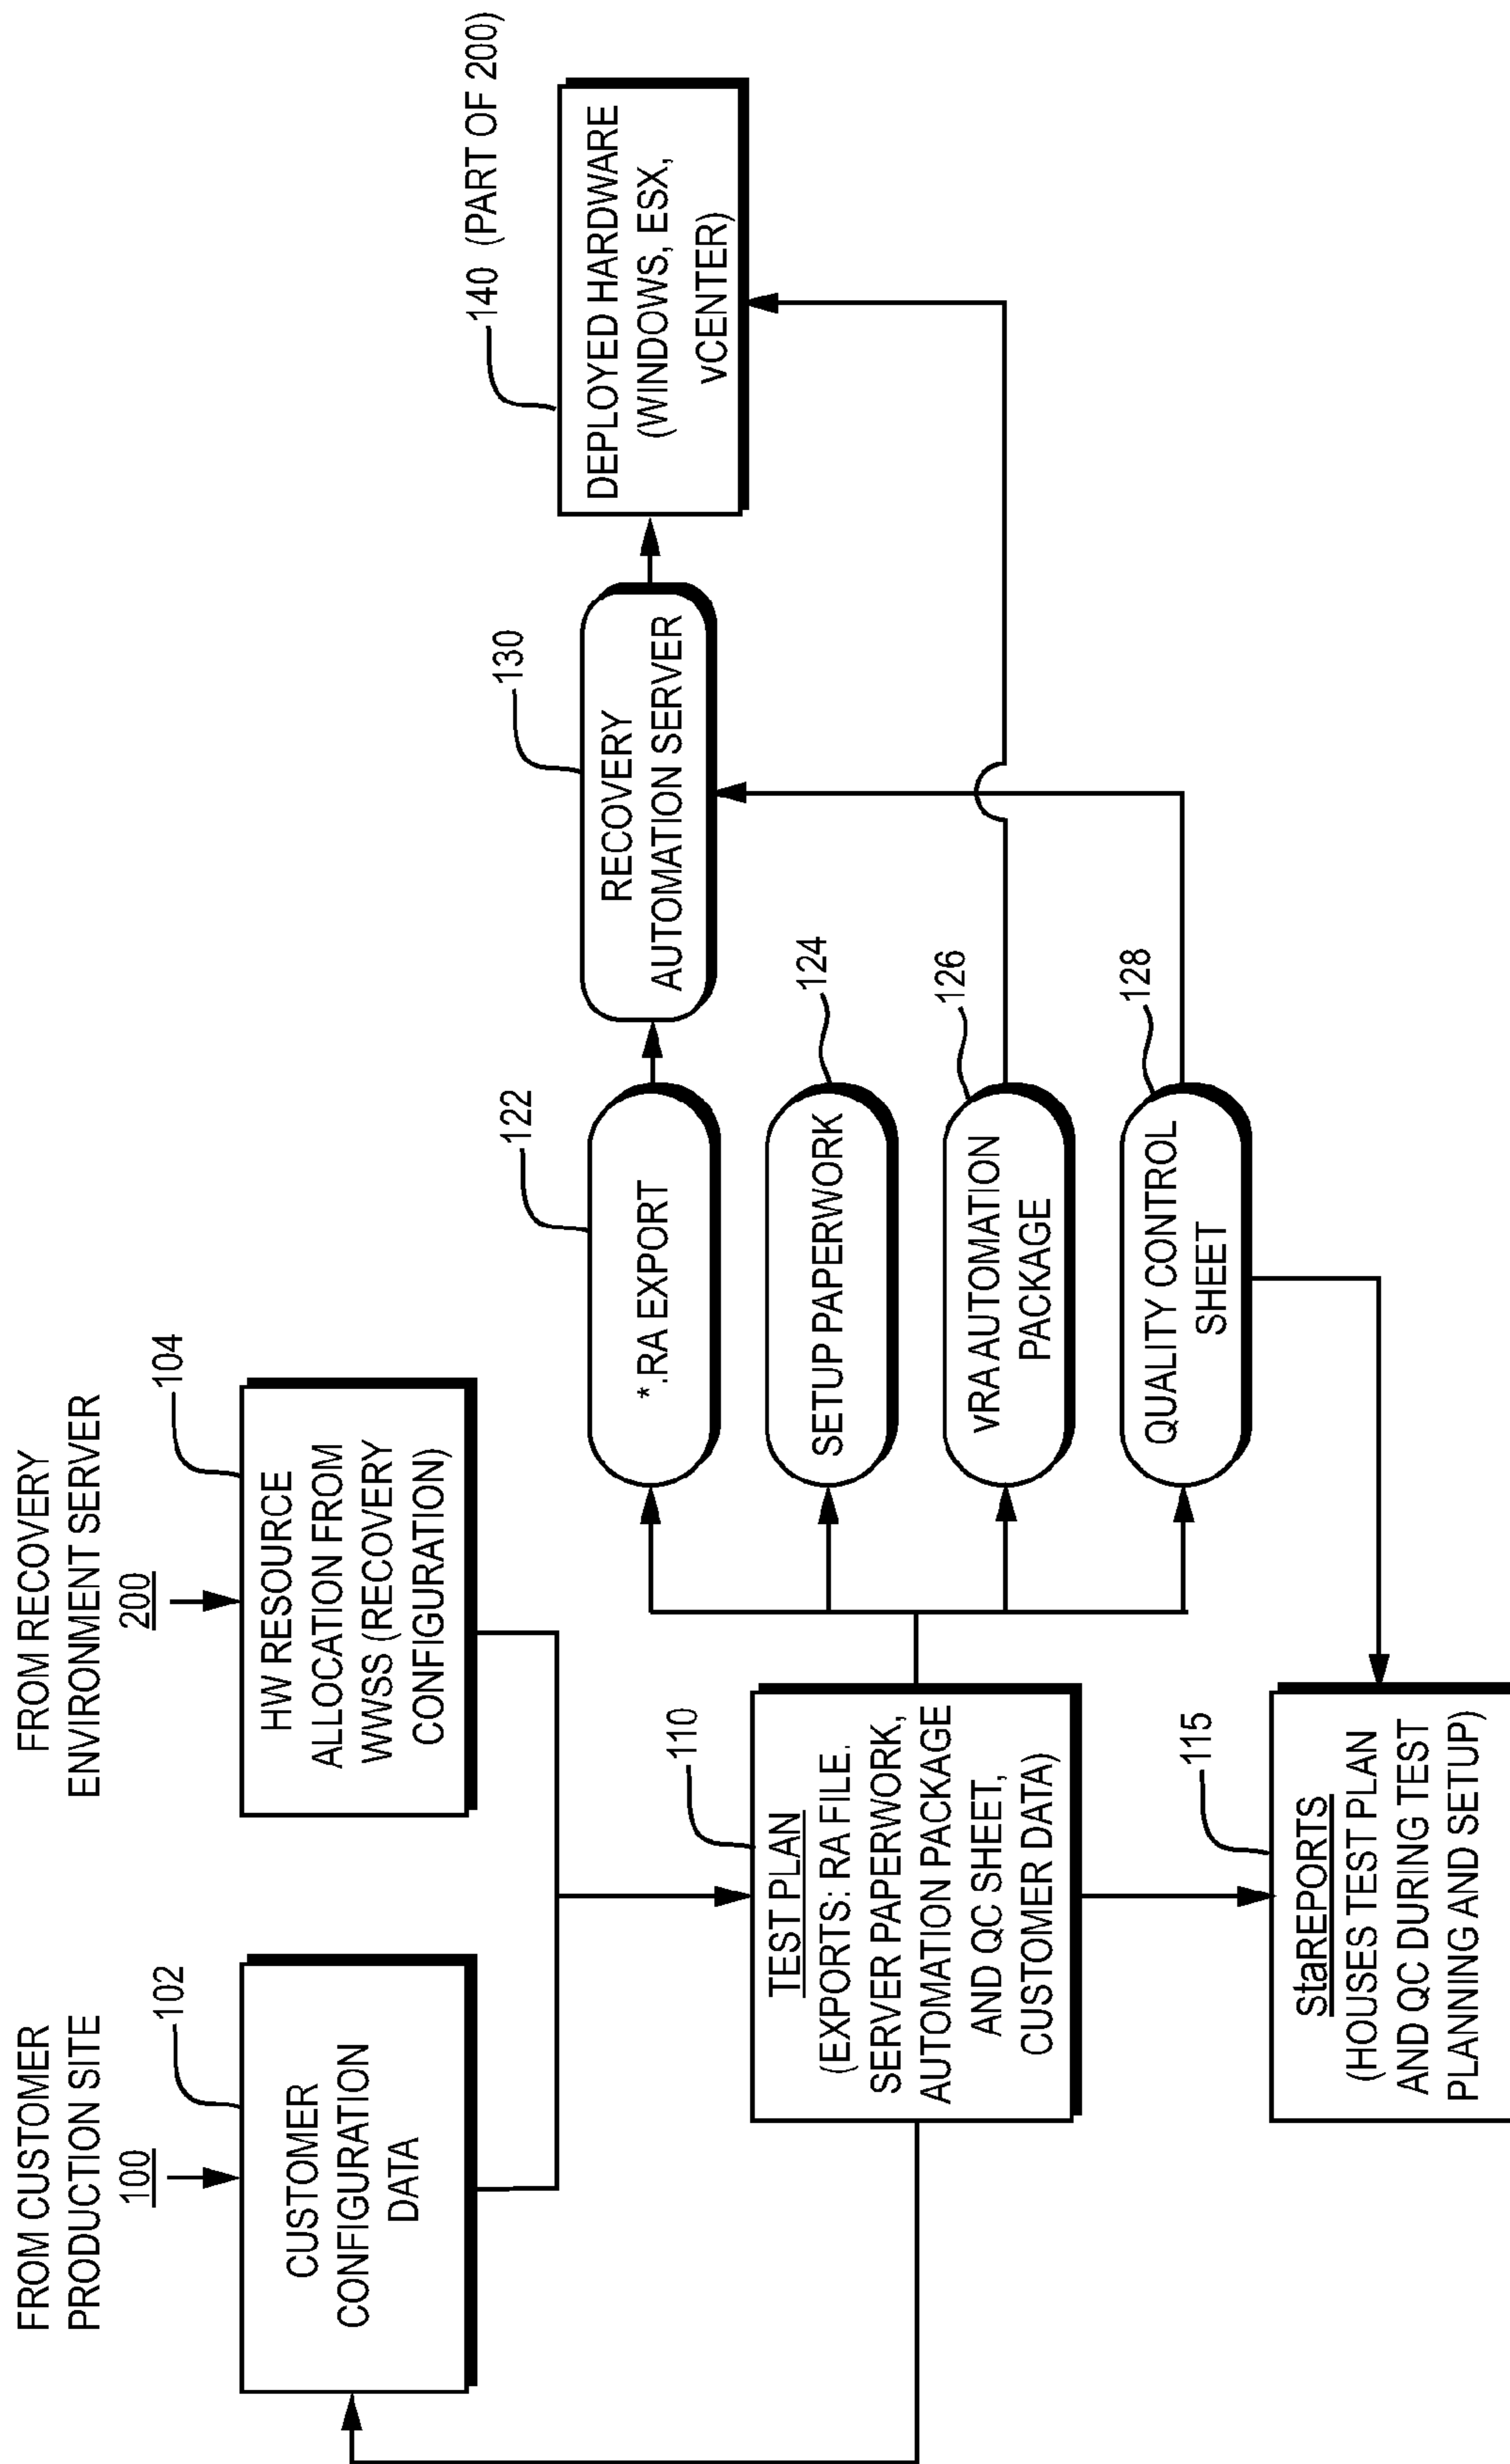 FROM CUSTOMER
PRODUCTION SITE
100
102
CUSTOMER
CONFIGURATION
DATA
FROM RECOVERY
ENVIRONMENT SERVER
200
104
HW RESOURCE
ALLOCATION FROM
WWSS (RECOVERY
CONFIGURATION)
110
TEST PLAN
(EXPORTS: RA FILE.
SERVER PAPERWORK,
AUTOMATION PACKAGE
AND QC SHEET,
CUSTOMER DATA)
115
StaREPORTS
(HOUSES TEST PLAN
AND QC DURING TEST
PLANNING AND SETUP)
122
*.RA EXPORT
124
SETUP PAPERWORK
126
vRA AUTOMATION
PACKAGE
128
QUALITY CONTROL
SHEET
130
RECOVERY
AUTOMATION SERVER
140 (PART OF 200)
DEPLOYED HARDWARE
(WINDOWS, ESX,
vCENTER)